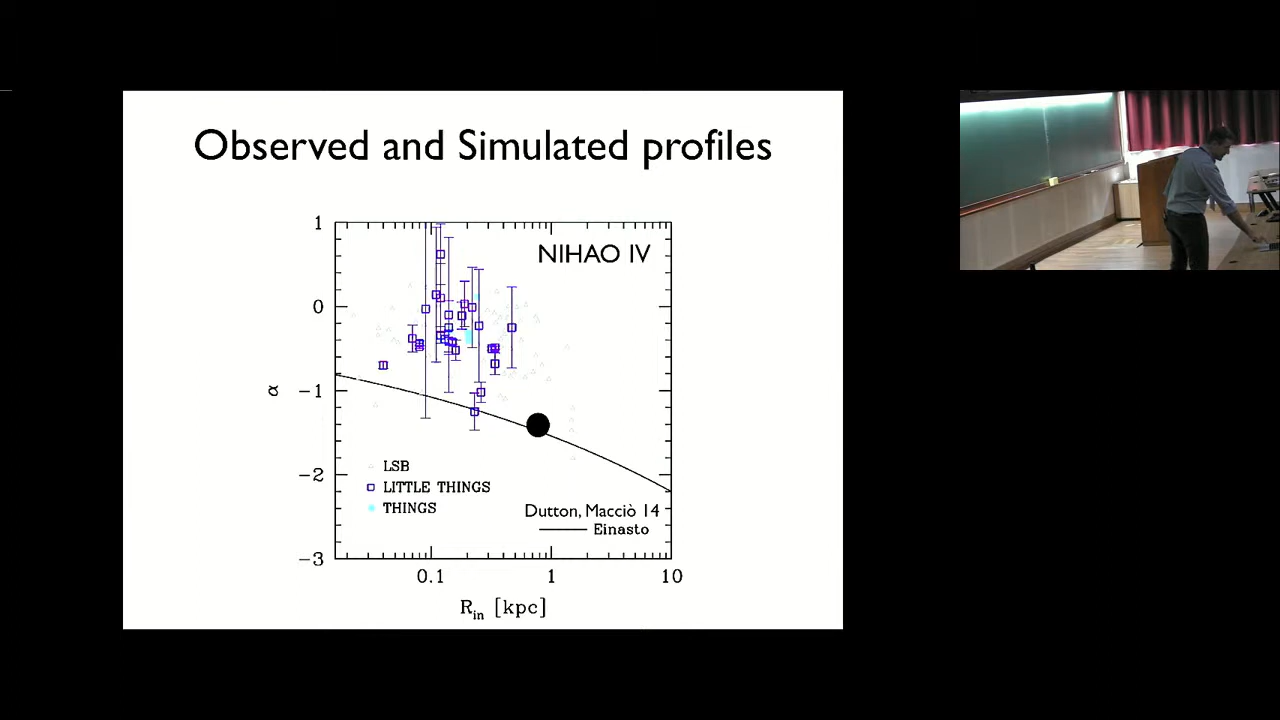 Observed and Simulated profiles
NIHAO IV
1
0
−1
−2
−3
α
LSB
LITTLE THINGS
THINGS
Dutton, Macciò 14
Einasto
0.1
1
10
R_in [kpc]